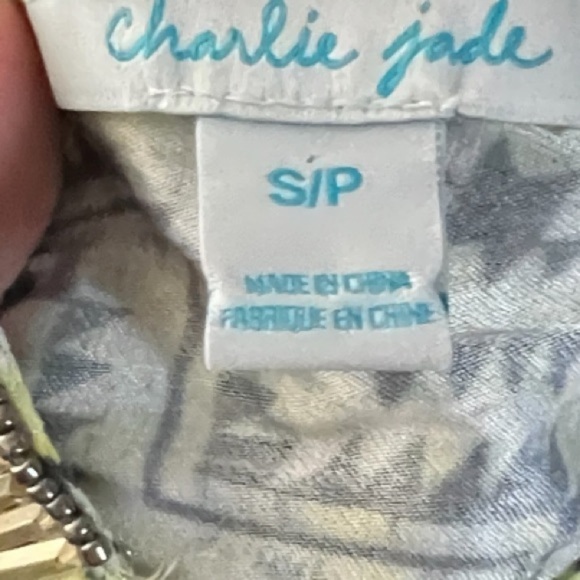 charlie jade
S/P
MADE IN CHINA
FABRIQUE EN CHINE